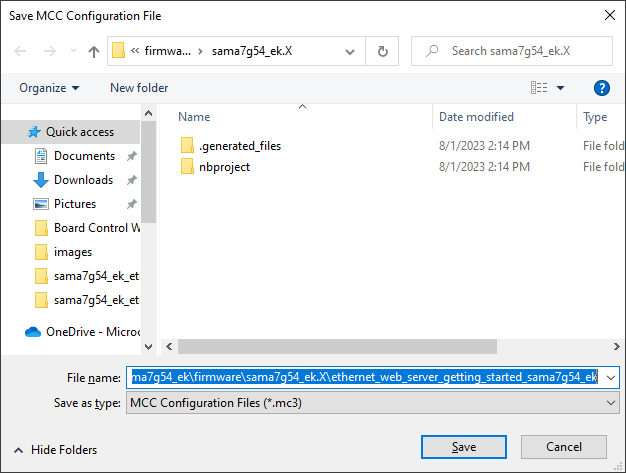 Save MCC Configuration File
« firmwa... › sama7g54_ek.X
Search sama7g54_ek.X
Organize
New folder
Quick access
Documents
Downloads
Pictures
Board Control W
images
sama7g54_ek_et
sama7g54_ek_et
OneDrive - Microc
Name Date modified Type
.generated_files 8/1/2023 2:14 PM File fold
nbproject 8/1/2023 2:14 PM File fold
File name: ma7g54_ek\firmware\sama7g54_ek.X\ethernet_web_server_getting_started_sama7g54_ek
Save as type: MCC Configuration Files (*.mc3)
Hide Folders
Save
Cancel